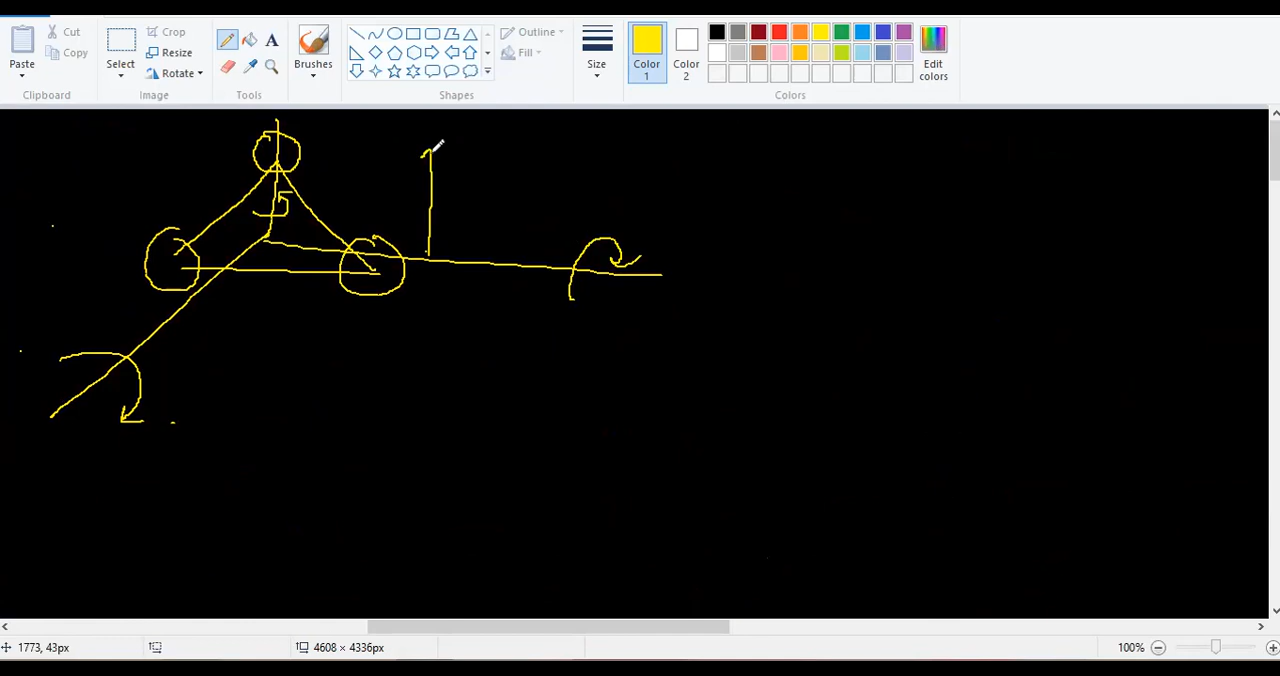 Cut
Copy
Paste
Clipboard
Crop
Resize
Rotate
Select
Image
A
Tools
Brushes
Shapes
Outline
Fill
Size
Color 1
Color 2
Edit colors
Colors
1773, 43px
4608 × 4336px
100%